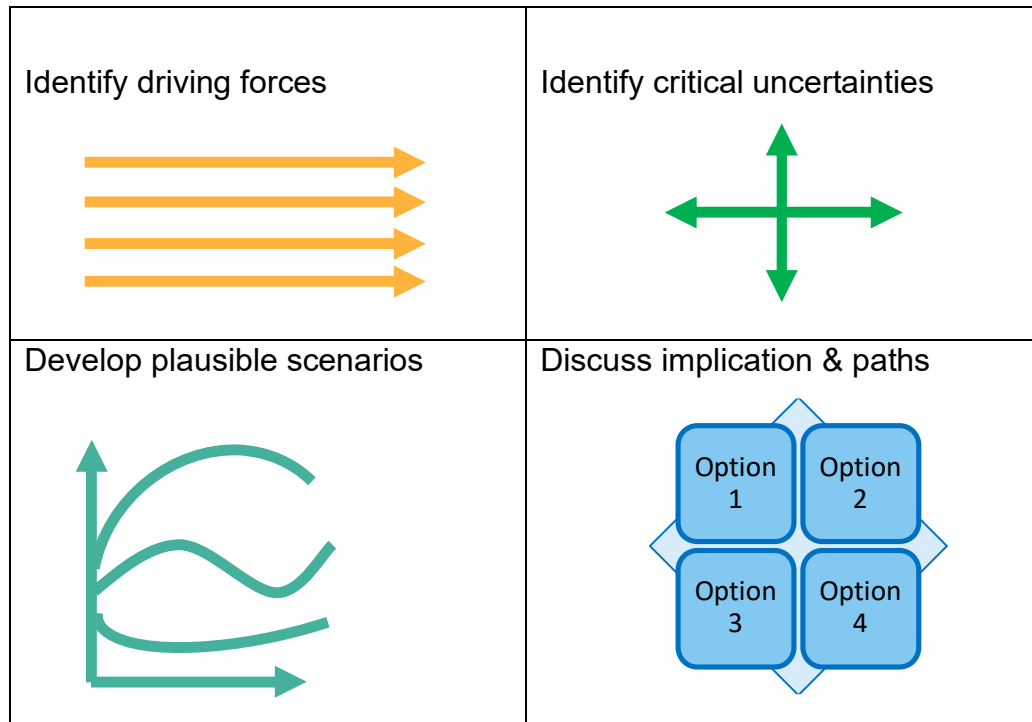 Identify driving forces
Identify critical uncertainties
Develop plausible scenarios
Discuss implication & paths
Option
1
Option
2
Option
3
Option
4